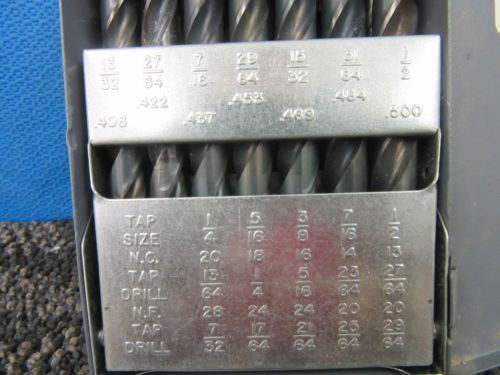 13/32 27/64 7/16 29/64 15/32 31/64 1/2
.422 .453 .484
.406 .437 .469 .500
TAP SIZE 1/4 5/16 3/8 7/16 1/2
N.C. 20 18 16 14 13
TAP DRILL 13/64 1/4 5/16 23/64 27/64
N.F. 28 24 24 20 20
TAP DRILL 7/32 17/64 21/64 25/64 29/64